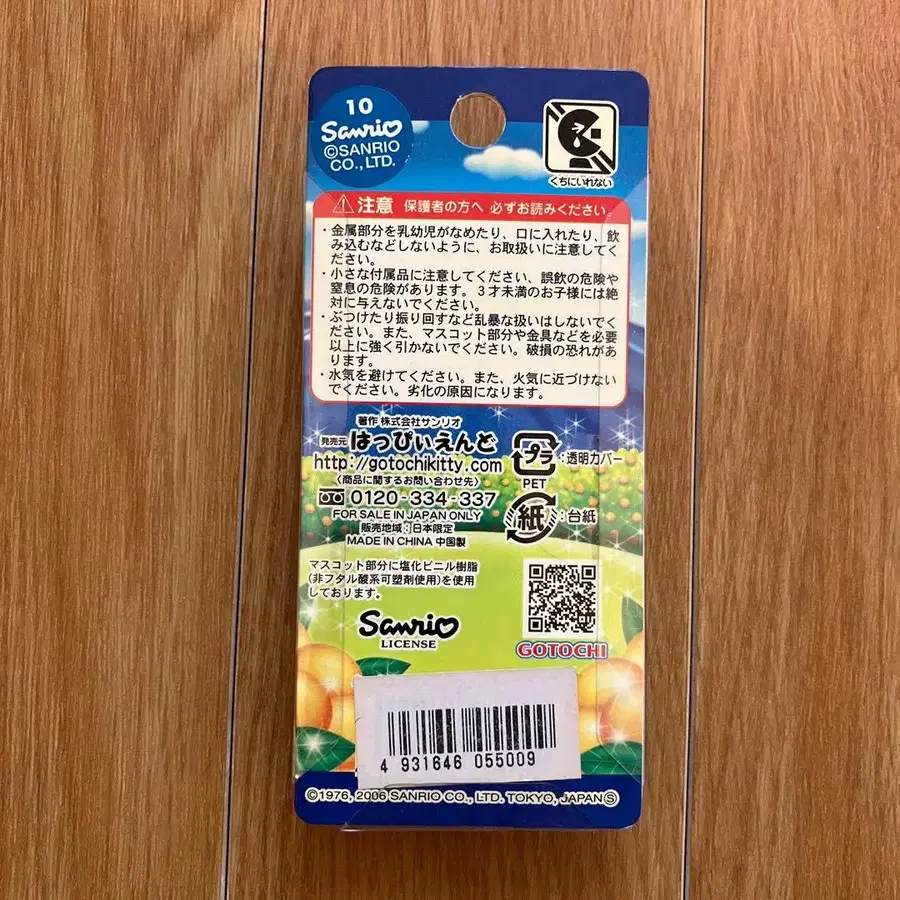 10
Sanrio
©SANRIO
CO.,LTD.
くちにいれない
注意 保護者の方へ 必ずお読みください。
・金属部分を乳幼児がなめたり、口に入れたり、飲
み込むなどしないように、お取扱いに注意してくだ
さい。
・小さな付属品に注意してください、誤飲の危険や
窒息の危険があります。3才未満のお子様には絶
対に与えないでください。
・ぶつけたり振り回すなど乱暴な扱いはしないでく
ださい。また、マスコット部分や金具などを必要
以上に強く引かないでください。破損の恐れがあ
ります。
・水気を避けてください。また、火気に近づけない
でください。劣化の原因になります。
著作 株式会社サンリオ
発売元 はっぴぃえんど
http://gotochikitty.com
〈商品に関するお問い合わせ先〉
0120-334-337
FOR SALE IN JAPAN ONLY
販売地域:日本限定
MADE IN CHINA 中国製
プラ :透明カバー
PET
紙 :台紙
マスコット部分に塩化ビニル樹脂
(非フタル酸系可塑剤使用)を使用
しております。
Sanrio
LICENSE
GOTOCHI
4 931646 055009
©1976, 2006 SANRIO CO., LTD. TOKYO, JAPAN Ⓢ